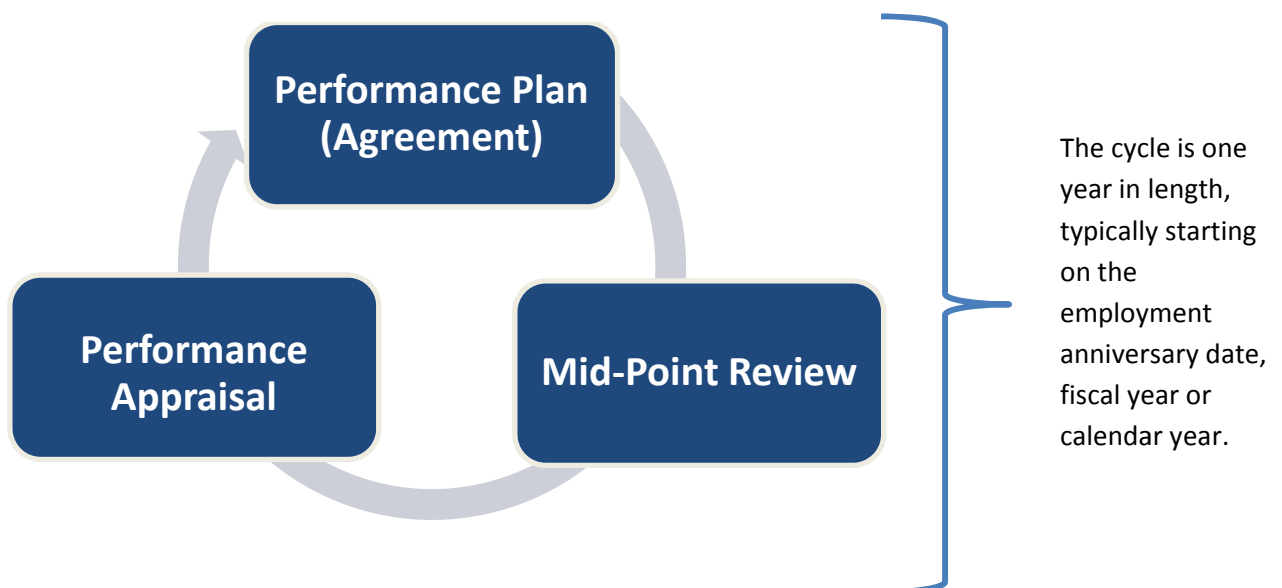 Performance Plan
(Agreement)
Performance
Appraisal
Mid-Point Review
The cycle is one
year in length,
typically starting
on the
employment
anniversary date,
fiscal year or
calendar year.